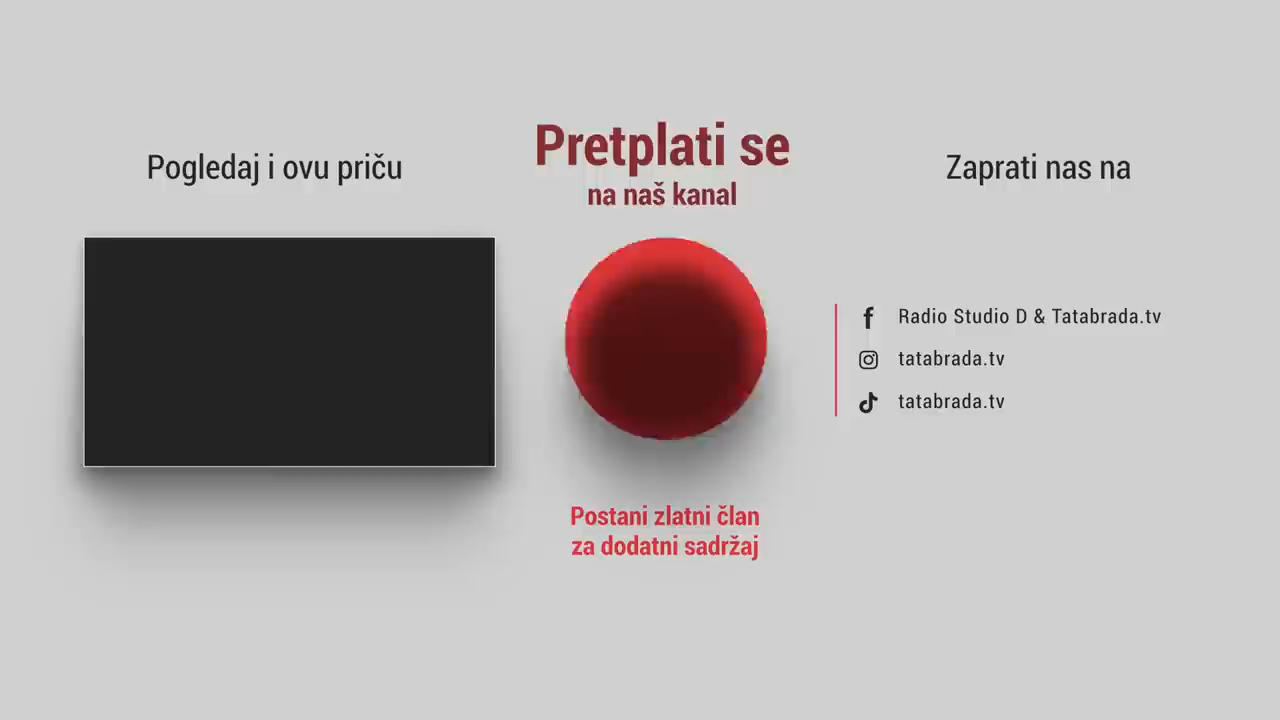 Pogledaj i ovu priču
Pretplati se
na naš kanal
Postani zlatni član
za dodatni sadržaj
Zaprati nas na
Radio Studio D & Tatabrada.tv
tatabrada.tv
tatabrada.tv